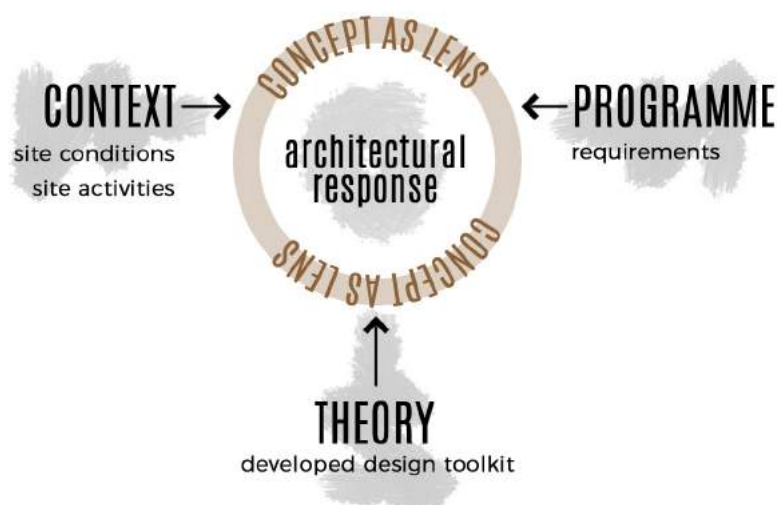 CONCEPT AS LENS
CONTEXT
site conditions
site activities
architectural
response
PROGRAMME
requirements
CONCEPT AS LENS
THEORY
developed design toolkit